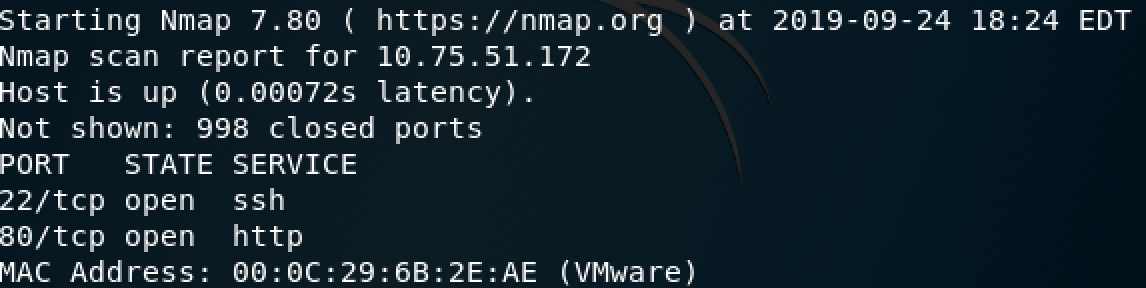 Starting Nmap 7.80 ( https://nmap.org ) at 2019-09-24 18:24 EDT
Nmap scan report for 10.75.51.172
Host is up (0.00072s latency).
Not shown: 998 closed ports
PORT   STATE SERVICE
22/tcp open  ssh
80/tcp open  http
MAC Address: 00:0C:29:6B:2E:AE (VMware)